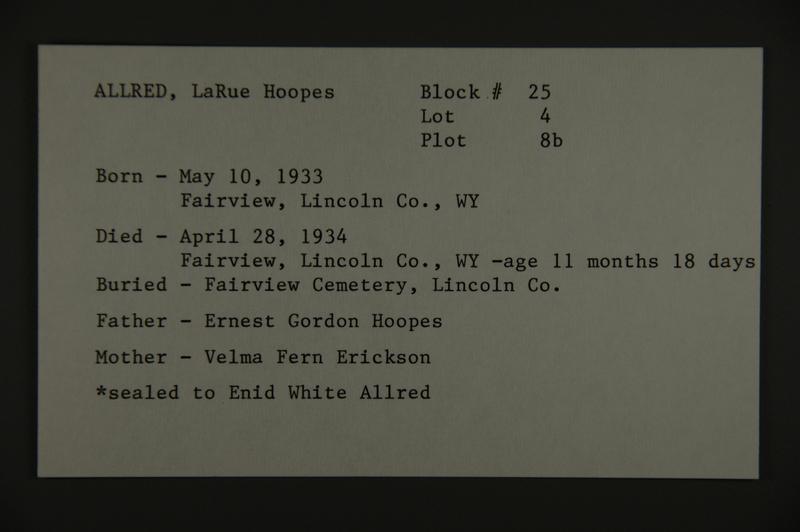 ALLRED, LaRue Hoopes Block # 25
Lot 4
Plot 8b
Born - May 10, 1933
Fairview, Lincoln Co., WY
Died - April 28, 1934
Fairview, Lincoln Co., WY -age 11 months 18 days
Buried - Fairview Cemetery, Lincoln Co.
Father - Ernest Gordon Hoopes
Mother - Velma Fern Erickson
*sealed to Enid White Allred